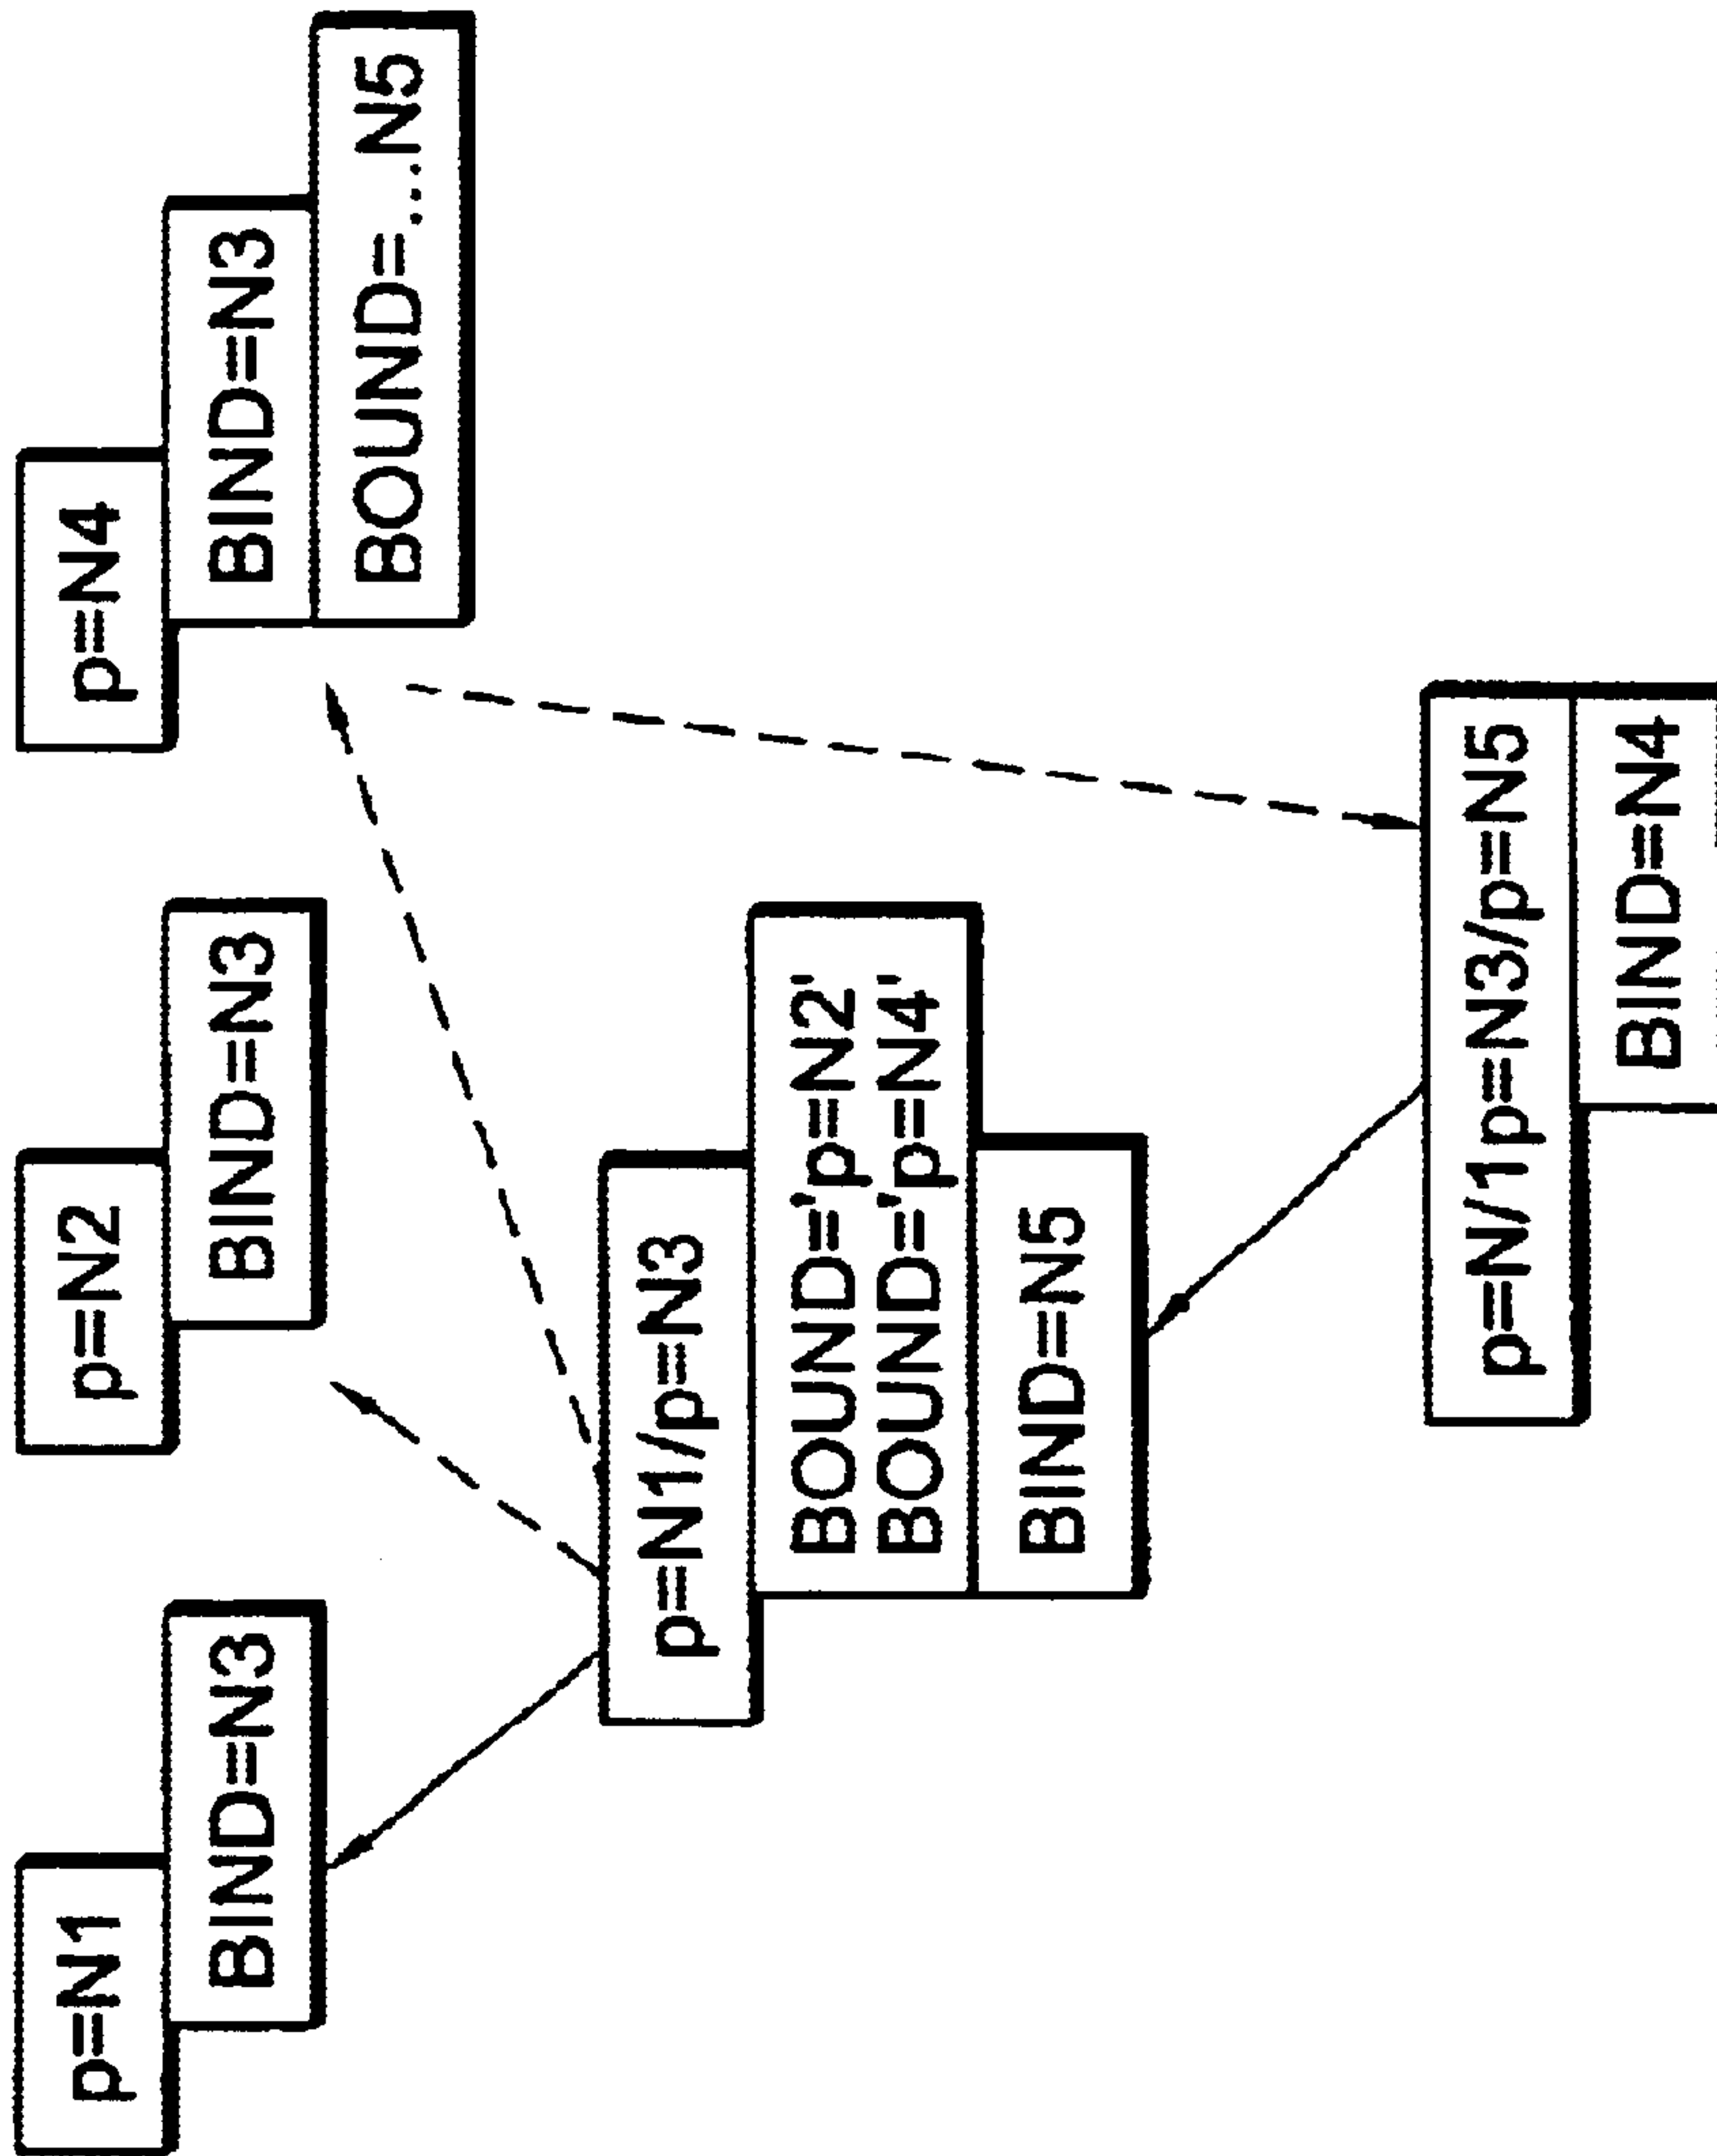 p=N1
BIND=N3
p=N2
BIND=N3
p=N4
BIND=N3
BOUND=...N5
p=N1/p=N3
BOUND='p=N2'
BOUND='p=N4'
BIND=N5
p=N/1p=N3/p=N5
BIND=N4